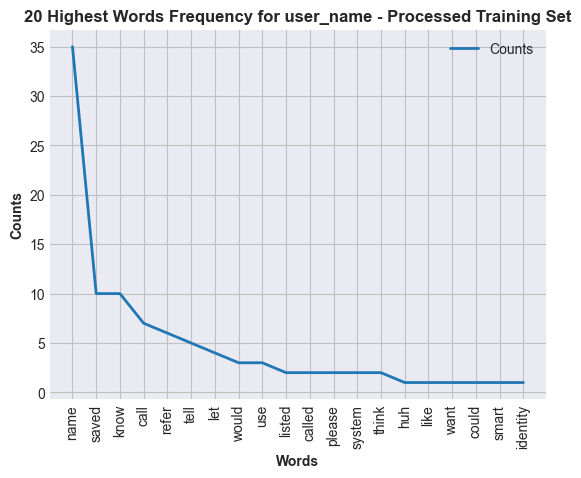 20 Highest Words Frequency for user_name - Processed Training Set
Counts
35
30
25
20
15
10
5
0
Counts
name
saved
know
call
refer
tell
let
would
use
listed
called
please
system
think
huh
like
want
could
smart
identity
Words